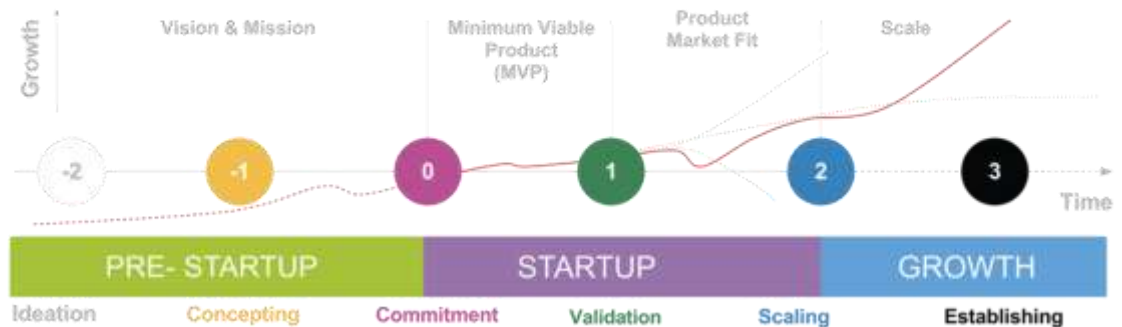 Growth
Vision & Mission
Minimum Viable
Product
(MVP)
Product
Market Fit
Scale
-2
-1
0
1
2
3
Time
PRE- STARTUP
STARTUP
GROWTH
Ideation
Concepting
Commitment
Validation
Scaling
Establishing